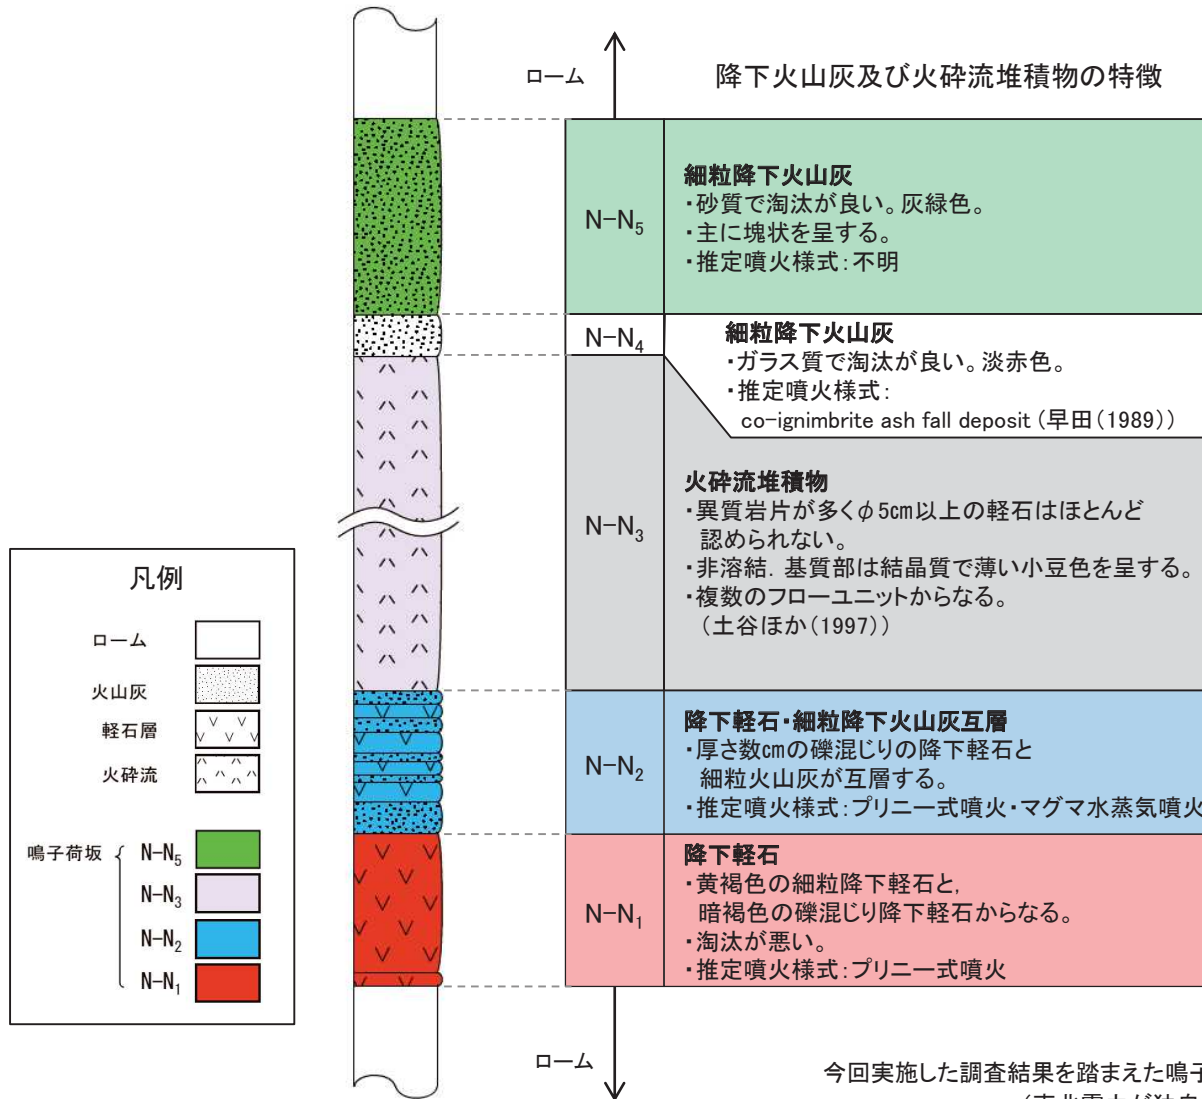 ローム
降下火山灰及び火砕流堆積物の特徴
N-N5
細粒降下火山灰
・砂質で淘汰が良い。灰緑色。
・主に塊状を呈する。
・推定噴火様式：不明
N-N4
細粒降下火山灰
・ガラス質で淘汰が良い。淡赤色。
・推定噴火様式：
co-ignimbrite ash fall deposit（早田（1989））
N-N3
火砕流堆積物
・異質岩片が多くφ5㎝以上の軽石はほとんど
認められない。
・非溶結．基質部は結晶質で薄い小豆色を呈する。
・複数のフローユニットからなる。
（土谷ほか（1997））
N-N2
降下軽石・細粒降下火山灰互層
・厚さ数㎝の礫混じりの降下軽石と
細粒火山灰が互層する。
・推定噴火様式：プリニー式噴火・マグマ水蒸気噴火
N-N1
降下軽石
・黄褐色の細粒降下軽石と，
暗褐色の礫混じり降下軽石からなる。
・淘汰が悪い。
・推定噴火様式：プリニー式噴火
ローム
凡例
ローム
火山灰
軽石層
火砕流
鳴子荷坂
N-N5
N-N3
N-N2
N-N1
今回実施した調査結果を踏まえた鳴子